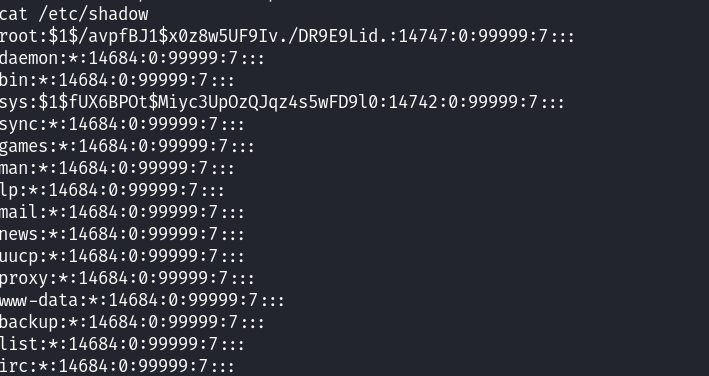 cat /etc/shadow
root:$1$/avpfBJ1$x0z8w5UF9Iv./DR9E9Lid.:14747:0:99999:7:::
daemon:*:14684:0:99999:7:::
bin:*:14684:0:99999:7:::
sys:$1$fUX6BPOt$Miyc3UpOzQJqz4s5wFD9l0:14742:0:99999:7:::
sync:*:14684:0:99999:7:::
games:*:14684:0:99999:7:::
man:*:14684:0:99999:7:::
lp:*:14684:0:99999:7:::
mail:*:14684:0:99999:7:::
news:*:14684:0:99999:7:::
uucp:*:14684:0:99999:7:::
proxy:*:14684:0:99999:7:::
www-data:*:14684:0:99999:7:::
backup:*:14684:0:99999:7:::
list:*:14684:0:99999:7:::
irc:*:14684:0:99999:7:::